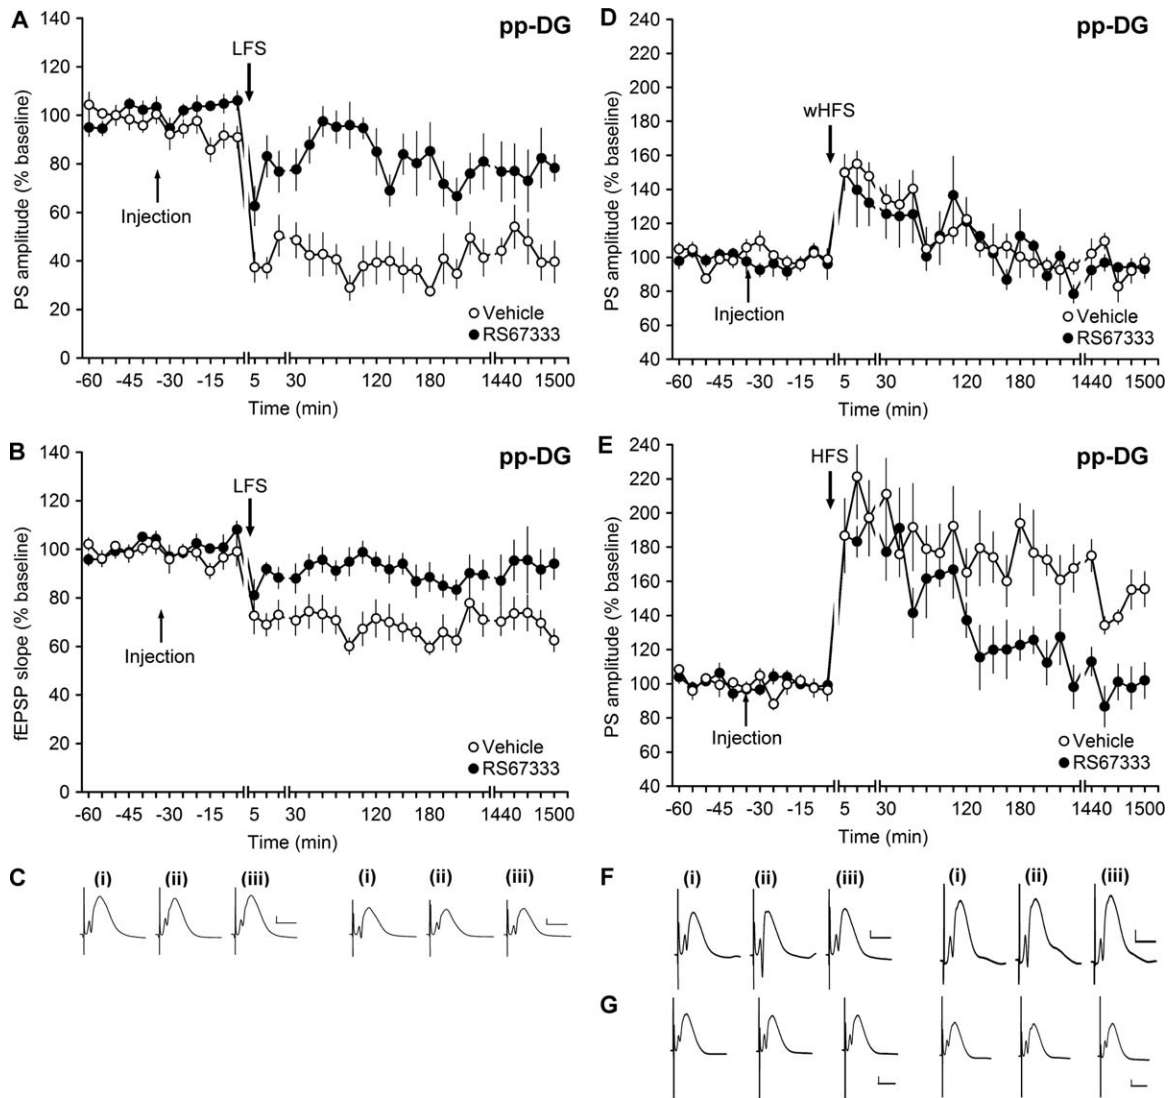 A
pp-DG
140
120
100
80
60
40
20
0
PS amplitude (% baseline)
LFS
Injection
Vehicle
RS67333
-60 -45 -30 -15 5 30 120 180 1440 1500
Time (min)
B
pp-DG
140
120
100
80
60
40
20
0
fEPSP slope (% baseline)
LFS
Injection
Vehicle
RS67333
-60 -45 -30 -15 5 30 120 180 1440 1500
Time (min)
C
(i) (ii) (iii) (i) (ii) (iii)
D
pp-DG
240
220
200
180
160
140
120
100
80
60
40
PS amplitude (% baseline)
wHFS
Injection
Vehicle
RS67333
-60 -45 -30 -15 5 30 120 180 1440 1500
Time (min)
E
pp-DG
240
220
200
180
160
140
120
100
80
60
40
PS amplitude (% baseline)
HFS
Injection
Vehicle
RS67333
-60 -45 -30 -15 5 30 120 180 1440 1500
Time (min)
F
(i) (ii) (iii) (i) (ii) (iii)
G